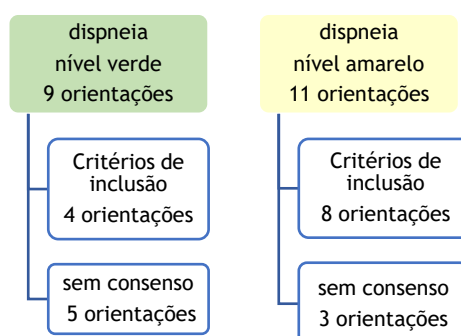 dispneia
nível verde
9 orientações
Critérios de
inclusão
4 orientações
sem consenso
5 orientações
dispneia
nível amarelo
11 orientações
Critérios de
inclusão
8 orientações
sem consenso
3 orientações